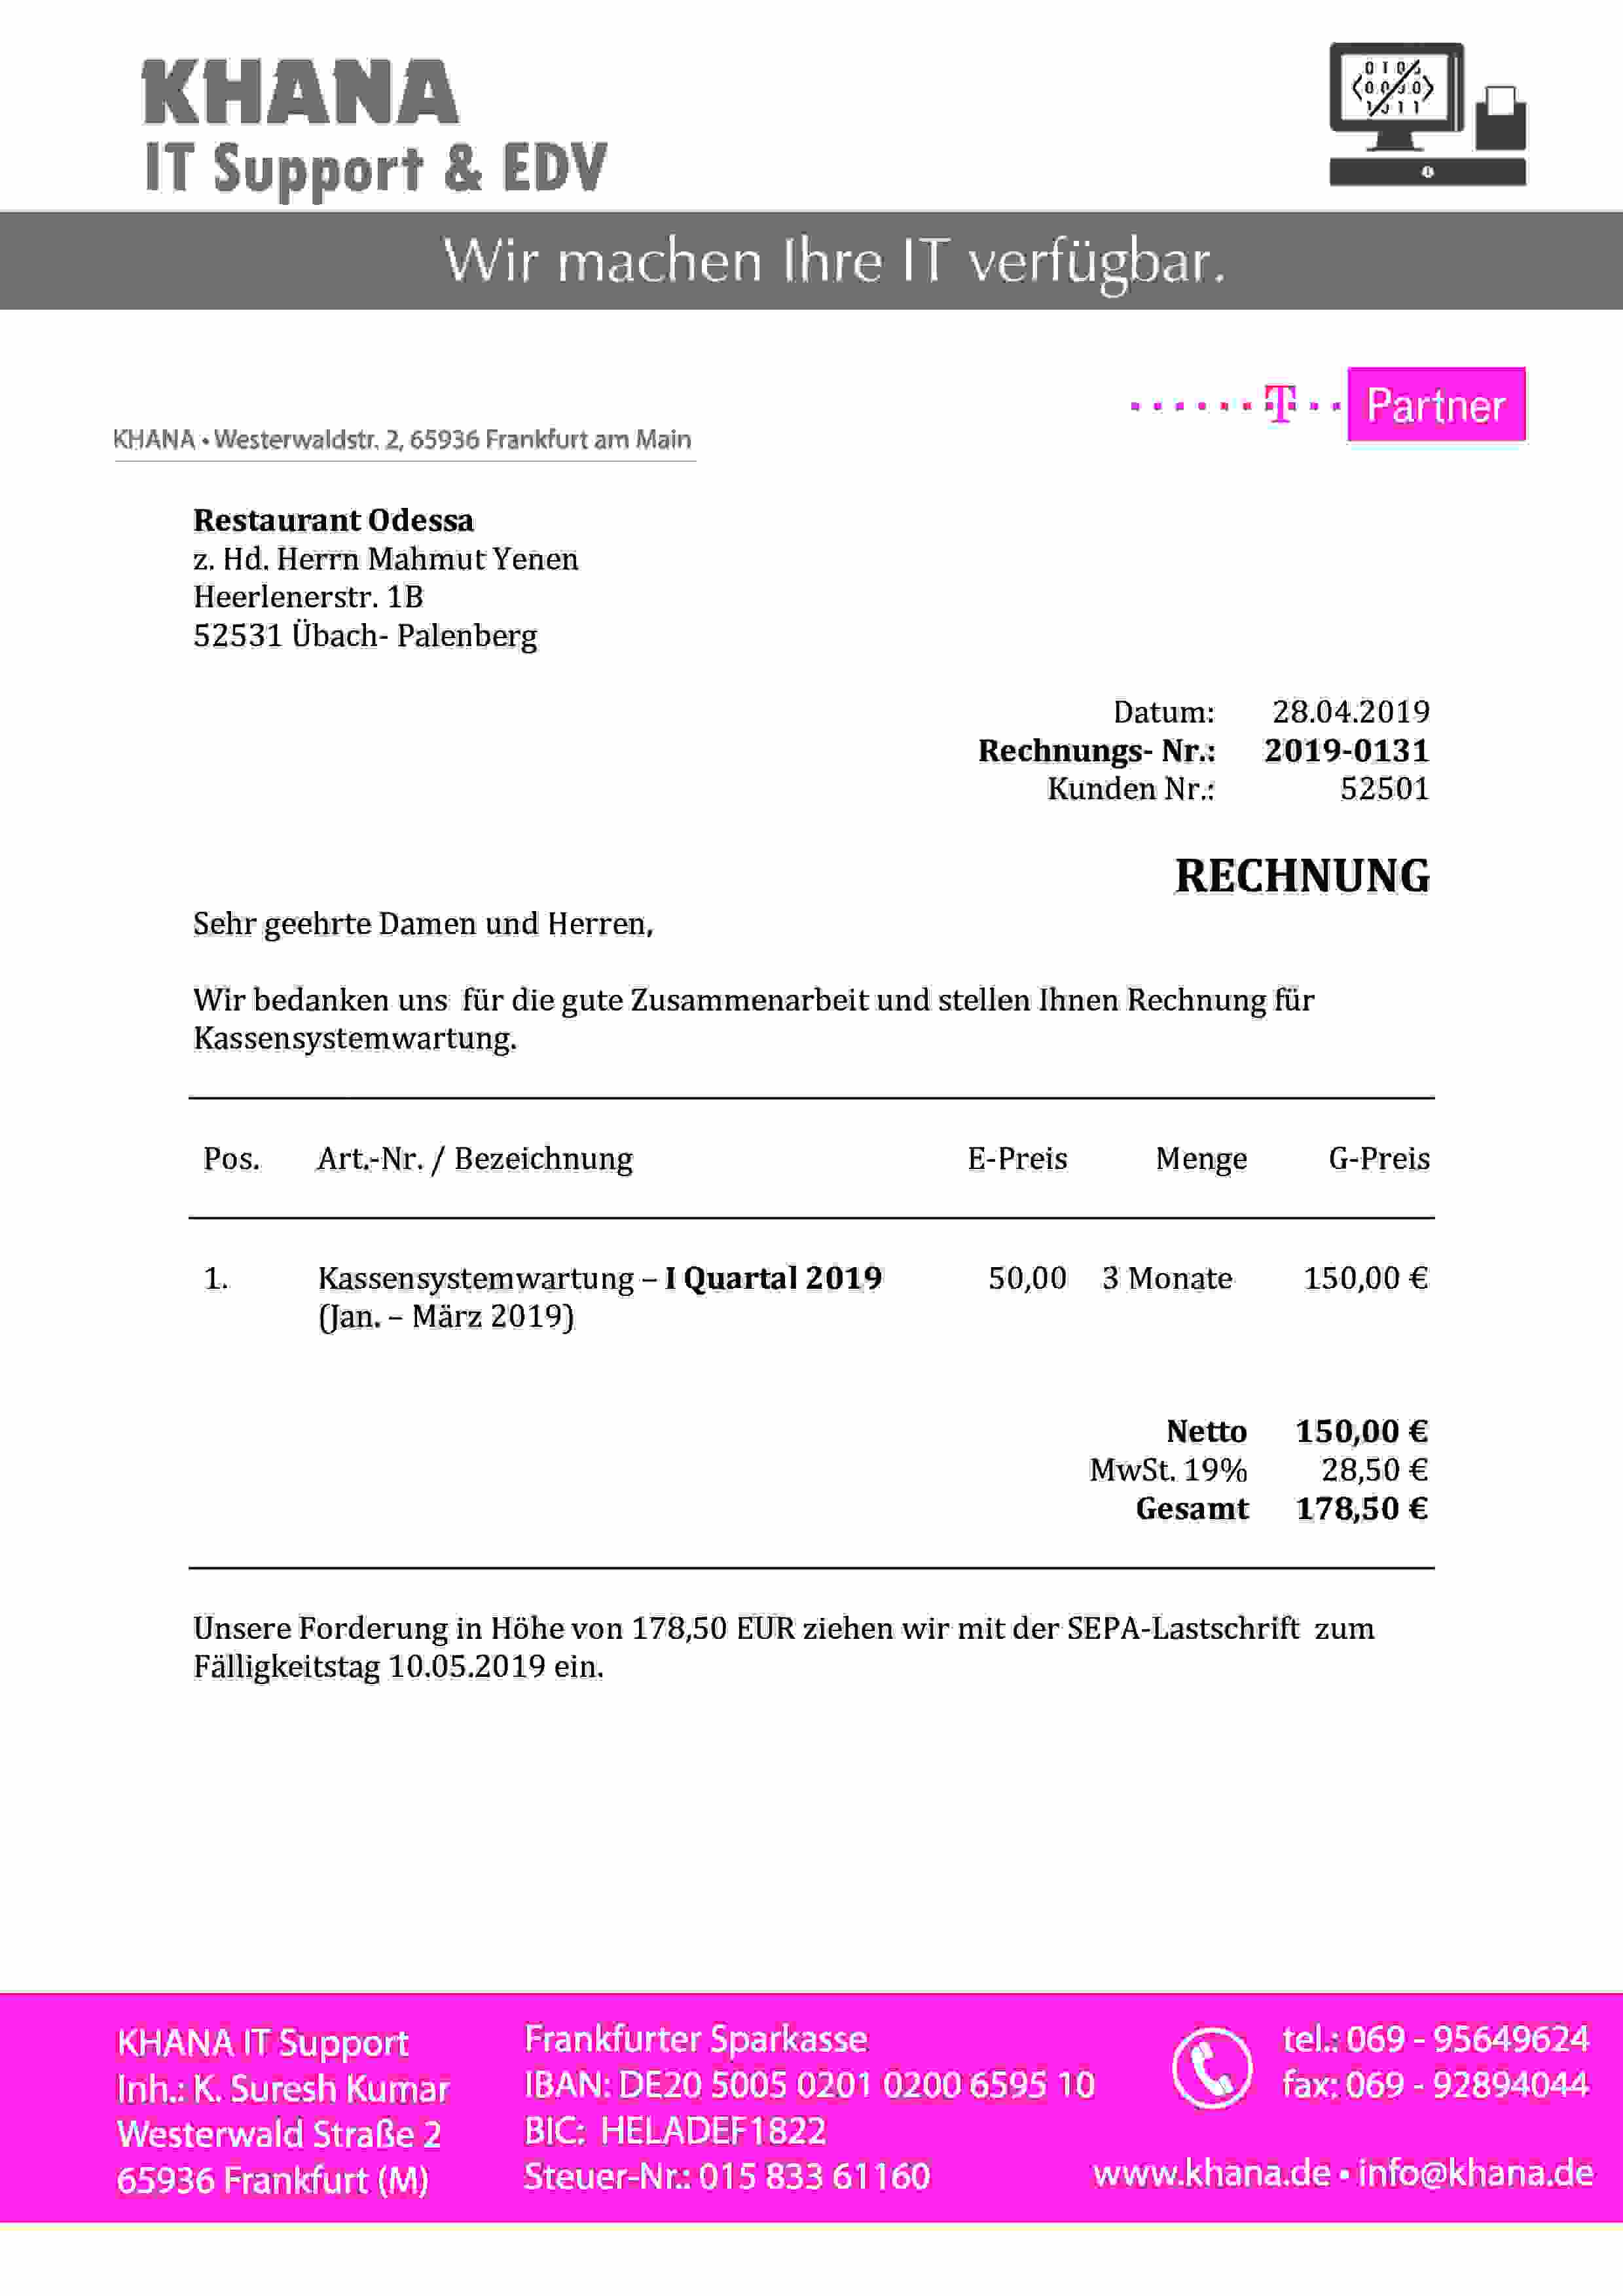 KHANA
IT Support & EDV
Wir machen Ihre IT verfügbar.
T Partner
KHANA • Westerwaldstr. 2, 65936 Frankfurt am Main
Restaurant Odessa
z. Hd. Herrn Mahmut Yenen
Heerlenerstr. 1B
52531 Übach- Palenberg
Datum: 28.04.2019
Rechnungs- Nr.: 2019-0131
Kunden Nr.: 52501
RECHNUNG
Sehr geehrte Damen und Herren,
Wir bedanken uns für die gute Zusammenarbeit und stellen Ihnen Rechnung für
Kassensystemwartung.
Pos. Art.-Nr. / Bezeichnung E-Preis Menge G-Preis
1. Kassensystemwartung – I Quartal 2019 50,00 3 Monate 150,00 €
(Jan. – März 2019)
Netto 150,00 €
MwSt. 19% 28,50 €
Gesamt 178,50 €
Unsere Forderung in Höhe von 178,50 EUR ziehen wir mit der SEPA-Lastschrift zum
Fälligkeitstag 10.05.2019 ein.
KHANA IT Support
Inh.: K. Suresh Kumar
Westerwald Straße 2
65936 Frankfurt (M)
Frankfurter Sparkasse
IBAN: DE20 5005 0201 0200 6595 10
BIC: HELADEF1822
Steuer-Nr.: 015 833 61160
tel.: 069 - 95649624
fax: 069 - 92894044
www.khana.de • info@khana.de